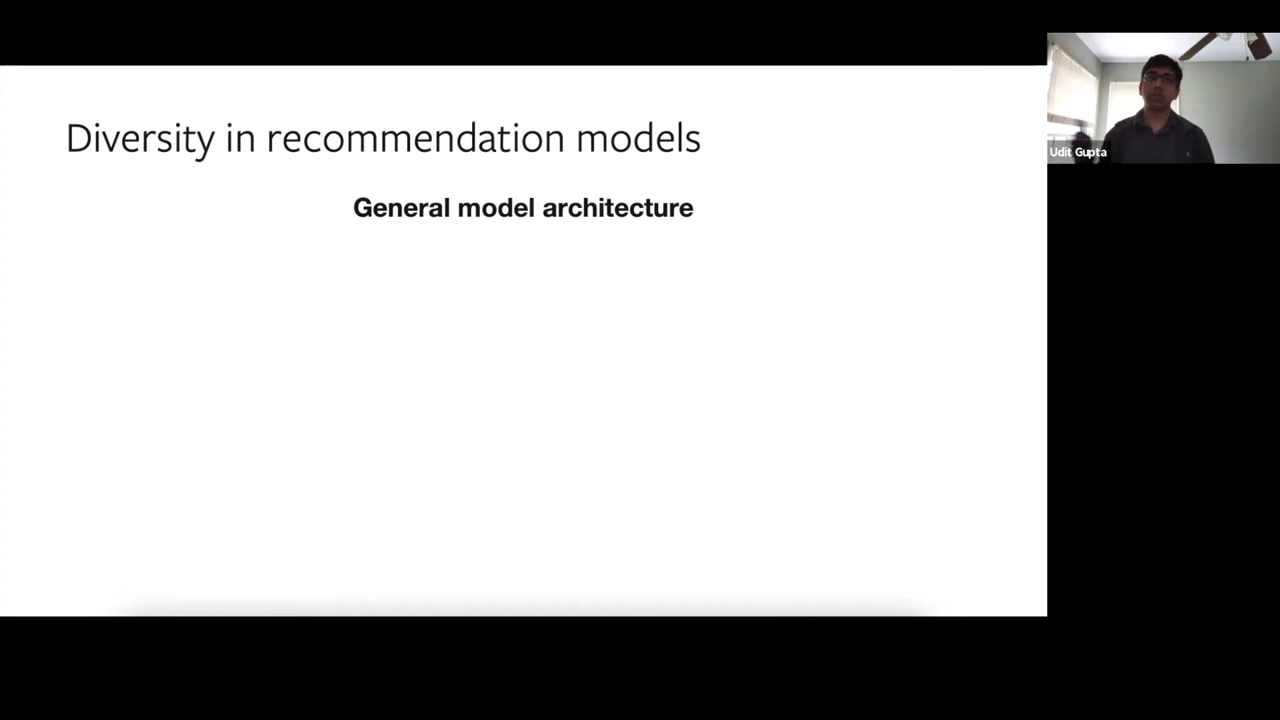 Diversity in recommendation models
General model architecture
Udit Gupta